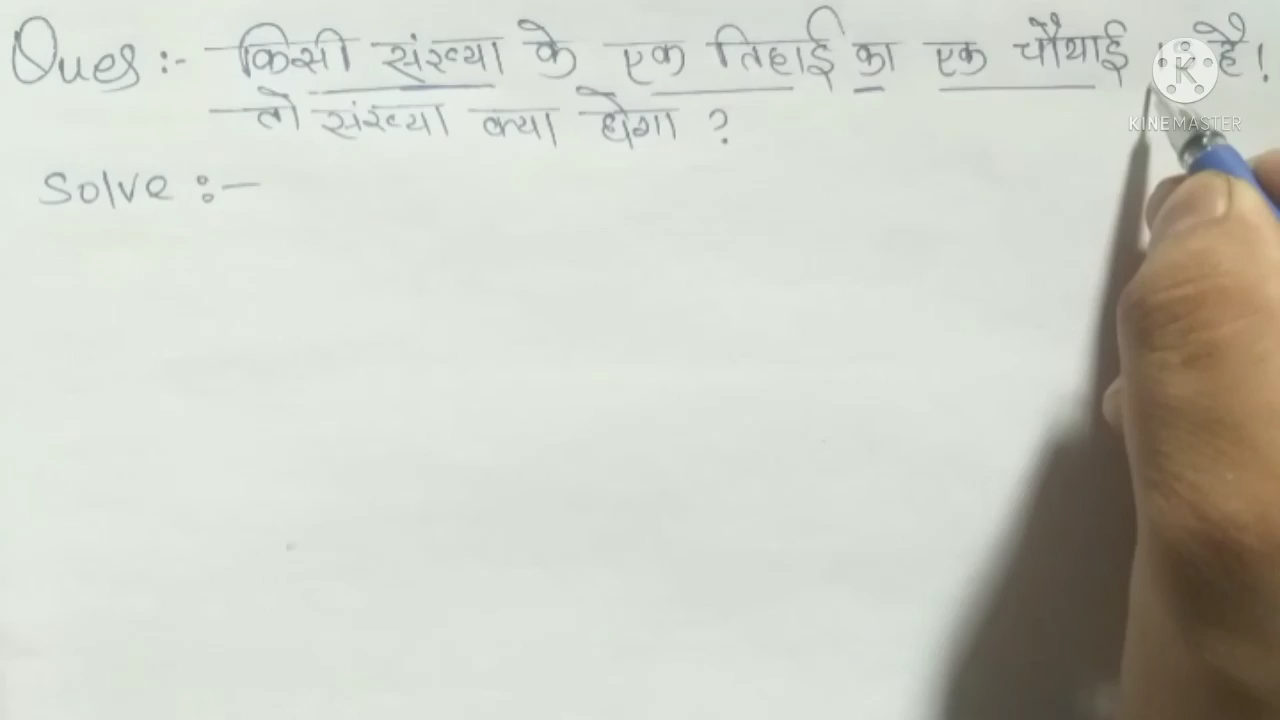 Ques :- किसी संख्या के एक तिहाई का एक चौथाई है।
तो संख्या क्या होगा ?
Solve :-
K
KINEMASTER